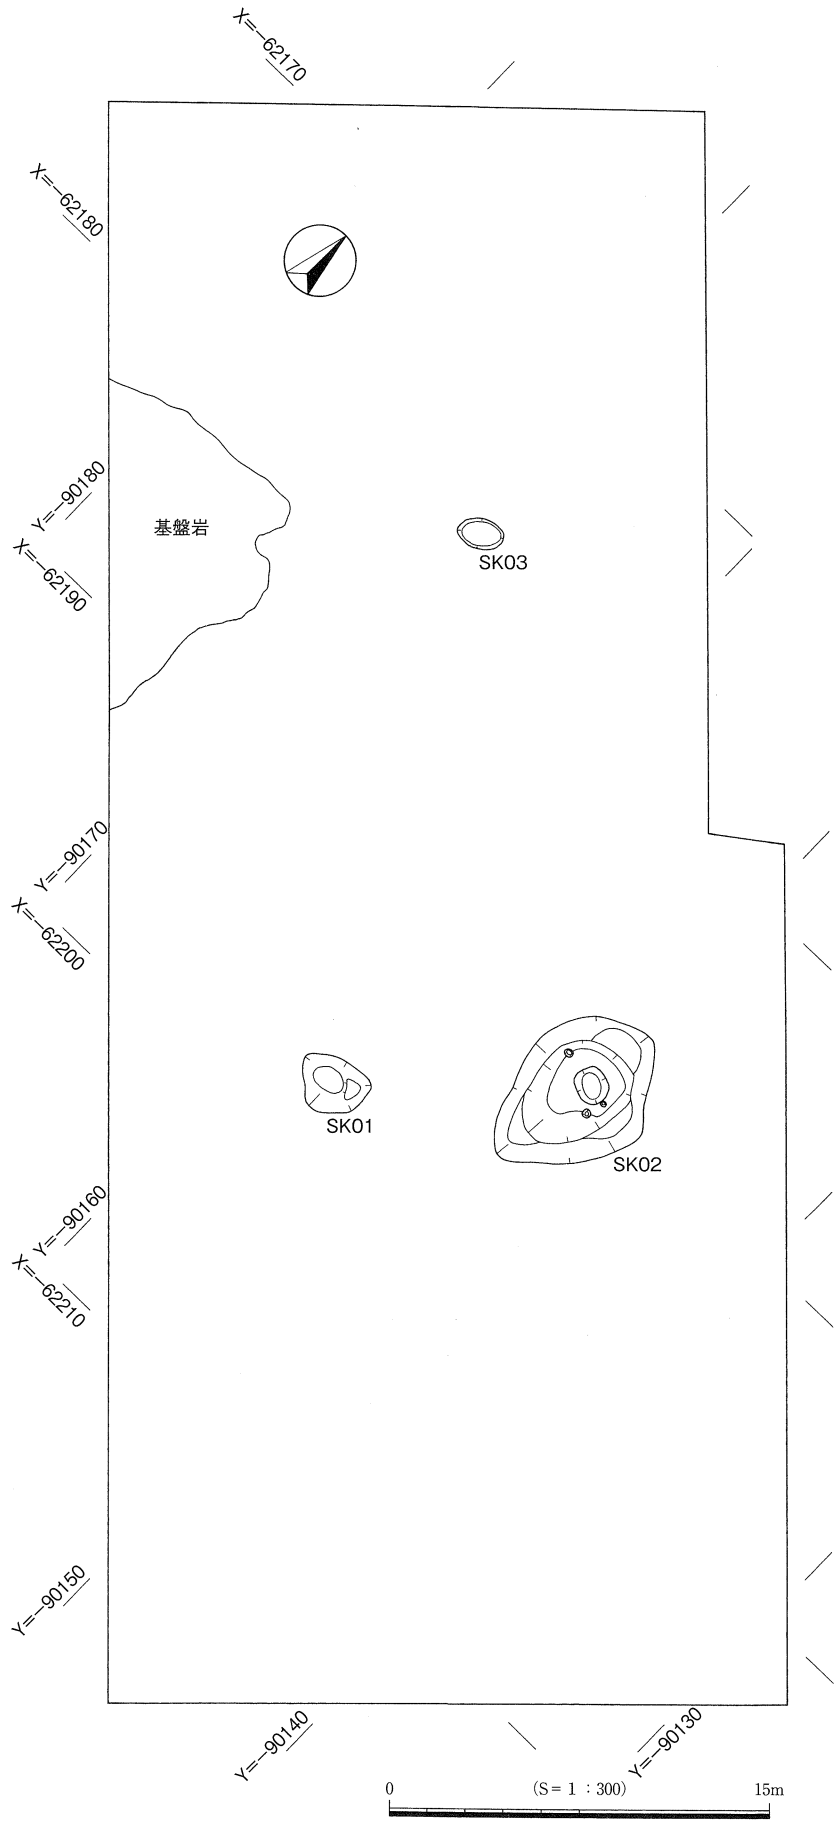 X=-62170
X=-62180
Y=-90180
基盤岩
X=-62190
SK03
Y=-90170
X=-62200
SK01
SK02
Y=-90160
X=-62210
Y=-90150
Y=-90140
Y=-90130
0 (S=1:300) 15m